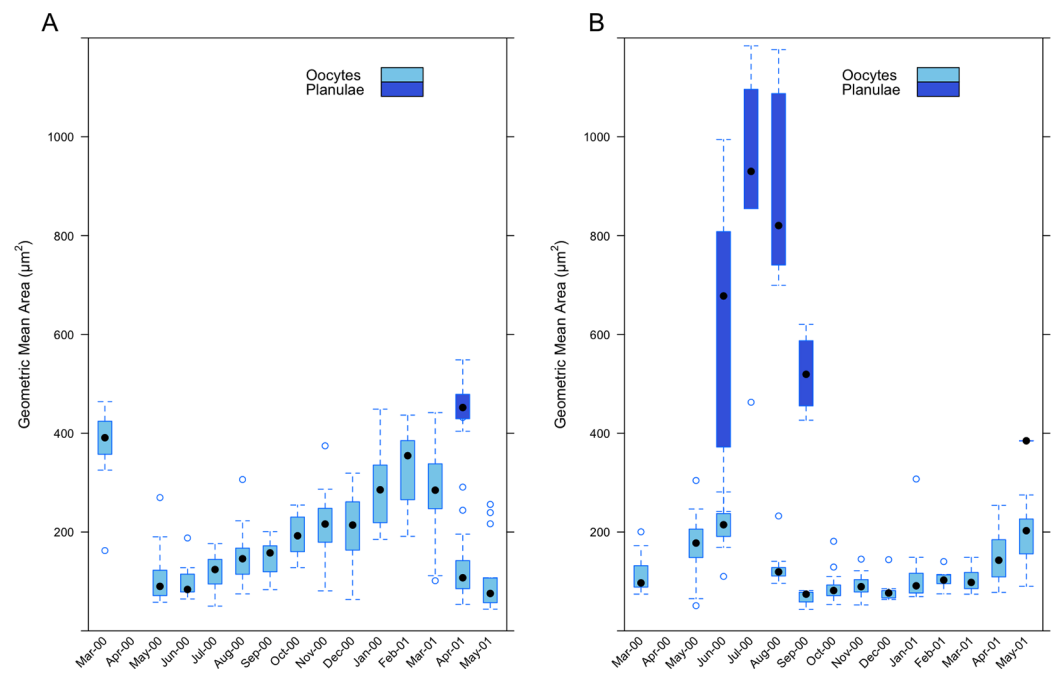 A
Oocytes
Planulae
Geometric Mean Area (μm²)
1000
800
600
400
200
Mar-00
Apr-00
May-00
Jun-00
Jul-00
Aug-00
Sep-00
Oct-00
Nov-00
Dec-00
Jan-00
Feb-01
Mar-01
Apr-01
May-01
B
Oocytes
Planulae
Geometric Mean Area (μm²)
1000
800
600
400
200
Mar-00
Apr-00
May-00
Jun-00
Jul-00
Aug-00
Sep-00
Oct-00
Nov-00
Dec-00
Jan-01
Feb-01
Mar-01
Apr-01
May-01